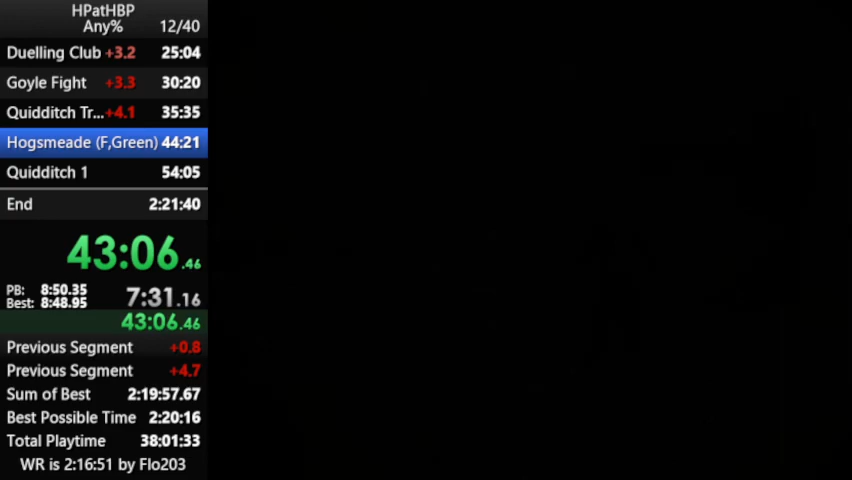 HPatHBP
Any% 12/40
Duelling Club +3.2 25:04
Goyle Fight +3.3 30:20
Quidditch Tr...+4.1 35:35
Hogsmeade (F,Green) 44:21
Quidditch 1 54:05
End 2:21:40
43:06.46
PB: 8:50.35 7:31.16
Best: 8:48.95
43:06.46
Previous Segment +0.8
Previous Segment +4.7
Sum of Best 2:19:57.67
Best Possible Time 2:20:16
Total Playtime 38:01:33
WR is 2:16:51 by Flo203